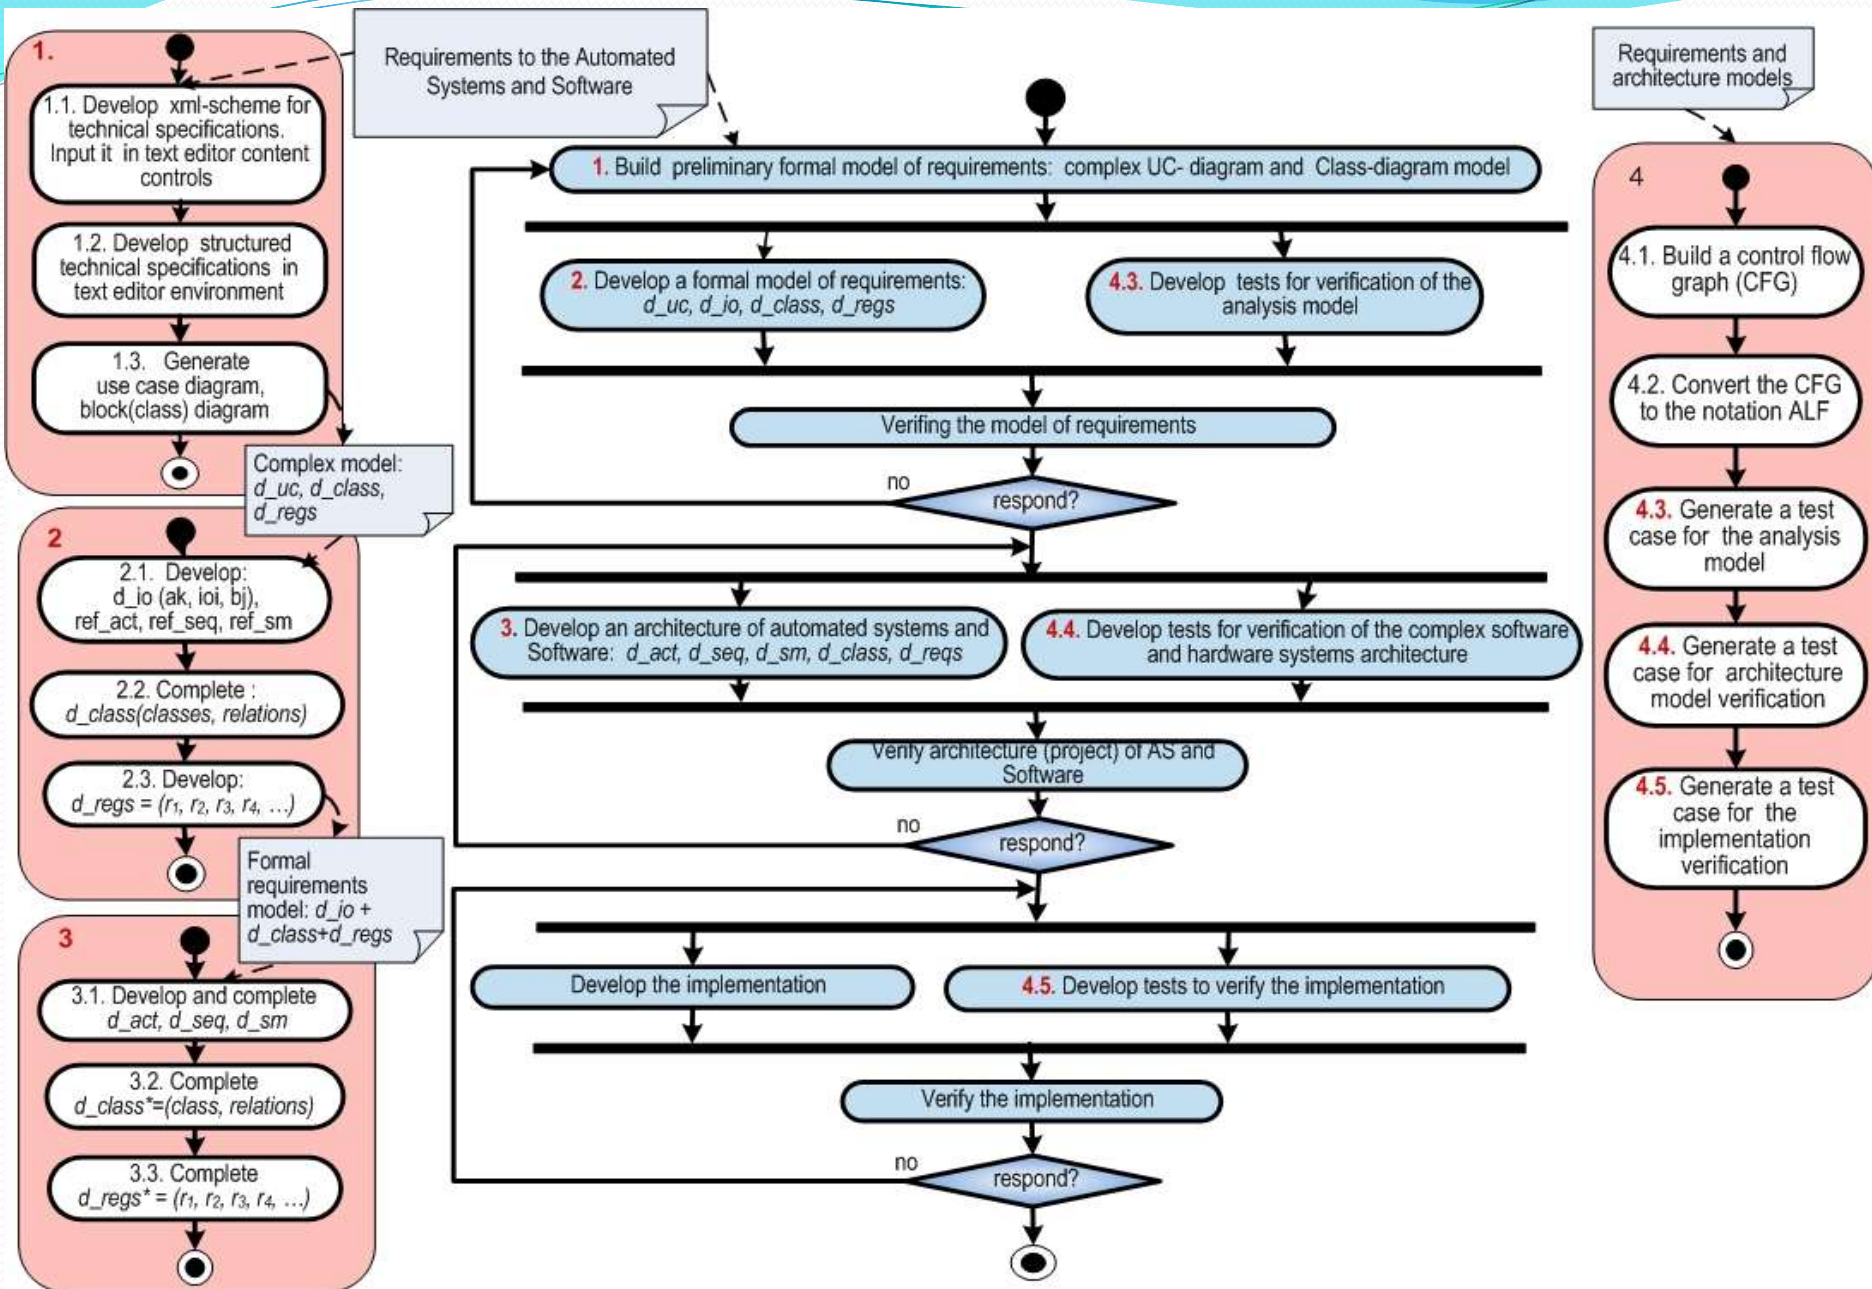 1.
1.1. Develop xml-scheme for
technical specifications.
Input it in text editor content
controls
1.2. Develop structured
technical specifications in
text editor environment
1.3. Generate
use case diagram,
block(class) diagram
Complex model:
d_uc, d_class,
d_regs
2
2.1. Develop:
d_io (ak, ioi, bj),
ref_act, ref_seq, ref_sm
2.2. Complete :
d_class(classes, relations)
2.3. Develop:
d_regs = (r1, r2, r3, r4, ...)
Formal
requirements
model: d_io +
d_class+d_regs
3
3.1. Develop and complete
d_act, d_seq, d_sm
3.2. Complete
d_class*=(class, relations)
3.3. Complete
d_regs* = (r1, r2, r3, r4, ...)
Requirements to the Automated
Systems and Software
1. Build preliminary formal model of requirements: complex UC- diagram and Class-diagram model
2. Develop a formal model of requirements:
d_uc, d_io, d_class, d_regs
4.3. Develop tests for verification of the
analysis model
Verifing the model of requirements
no
respond?
3. Develop an architecture of automated systems and
Software: d_act, d_seq, d_sm, d_class, d_reqs
4.4. Develop tests for verification of the complex software
and hardware systems architecture
Verify architecture (project) of AS and
Software
no
respond?
Develop the implementation
4.5. Develop tests to verify the implementation
Verify the implementation
no
respond?
Requirements and
architecture models
4
4.1. Build a control flow
graph (CFG)
4.2. Convert the CFG
to the notation ALF
4.3. Generate a test
case for the analysis
model
4.4. Generate a test
case for architecture
model verification
4.5. Generate a test
case for the
implementation
verification